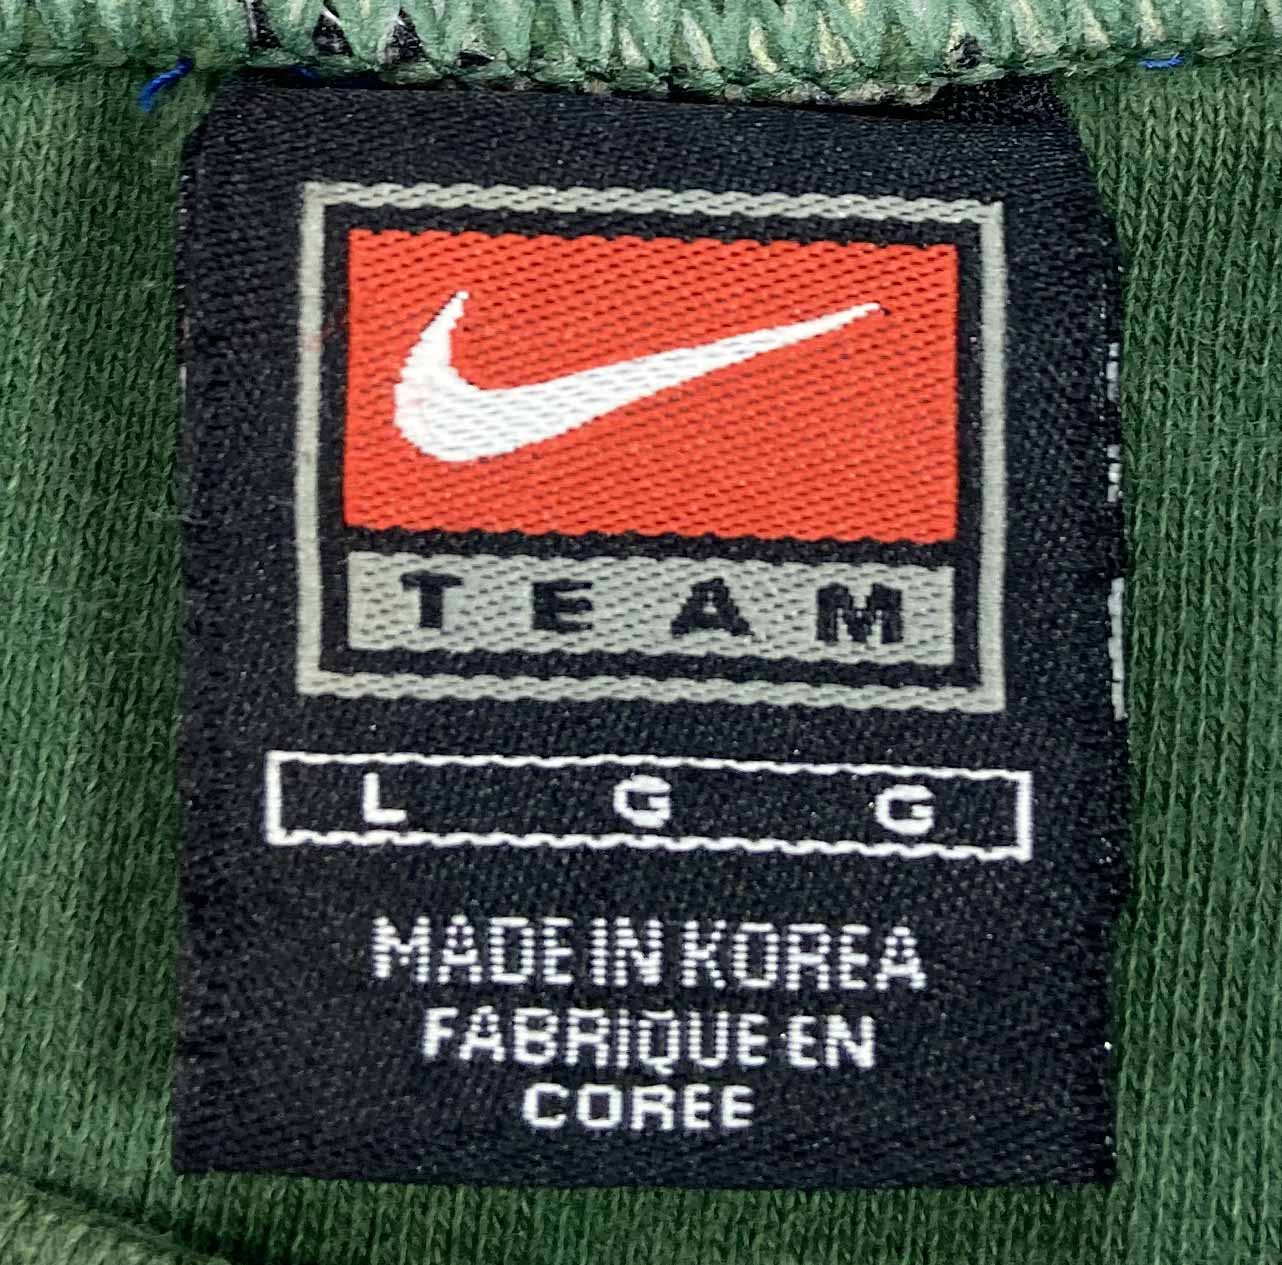 TEAM
L G G
MADE IN KOREA
FABRIQUE EN
COREE